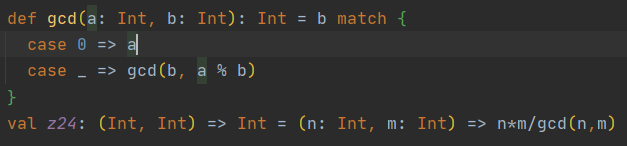 def gcd(a: Int, b: Int): Int = b match {
  case 0 => a
  case _ => gcd(b, a % b)
}
val z24: (Int, Int) => Int = (n: Int, m: Int) => n*m/gcd(n,m)